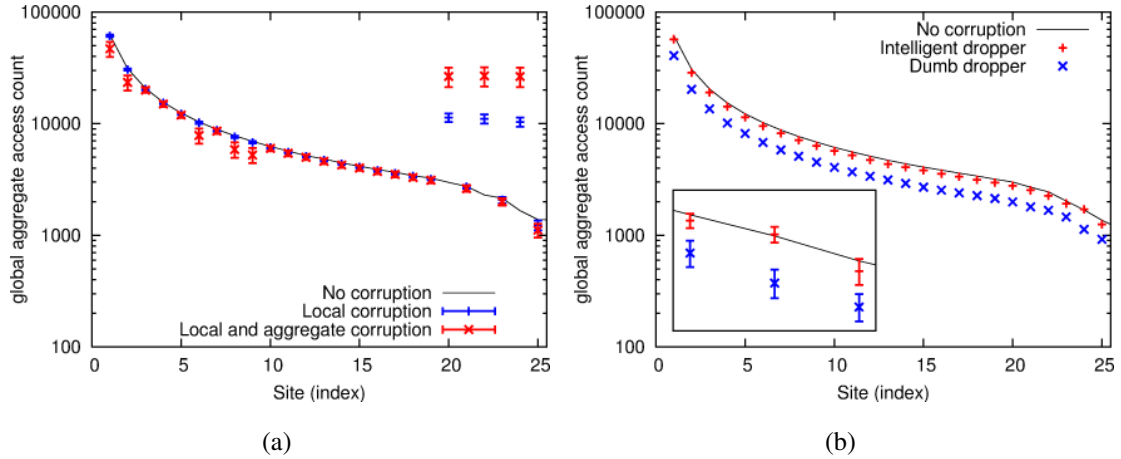 100000
10000
1000
100
global aggregate access count
No corruption
Local corruption
Local and aggregate corruption
0 5 10 15 20 25
Site (index)
(a)
100000
10000
1000
100
global aggregate access count
No corruption
Intelligent dropper
Dumb dropper
0 5 10 15 20 25
Site (index)
(b)